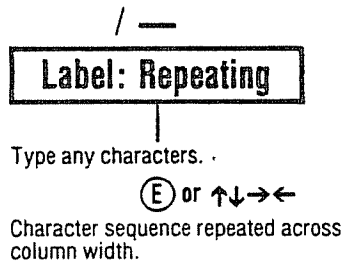 / —
Label: Repeating
Type any characters.
Ⓔ or ↑↓→←
Character sequence repeated across
column width.